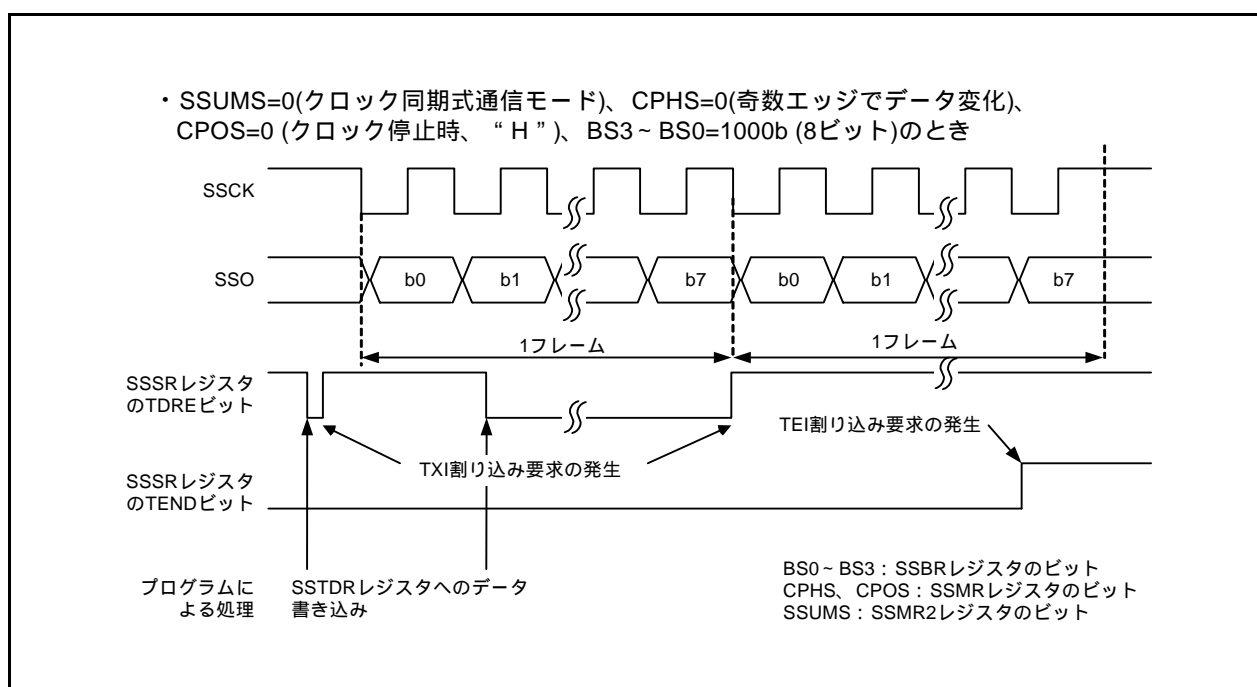 ・SSUMS=0(クロック同期式通信モード)、CPHS=0(奇数エッジでデータ変化)、
CPOS=0 (クロック停止時、“H”)、BS3~BS0=1000b (8ビット)のとき
SSCK
SSO
b0
b1
b7
b0
b1
b7
1フレーム
1フレーム
SSSRレジスタ
のTDREビット
TXI割り込み要求の発生
TEI割り込み要求の発生
SSSRレジスタ
のTENDビット
プログラムに
よる処理
SSTDRレジスタへのデータ
書き込み
BS0~BS3:SSBRレジスタのビット
CPHS、CPOS:SSMRレジスタのビット
SSUMS:SSMR2レジスタのビット